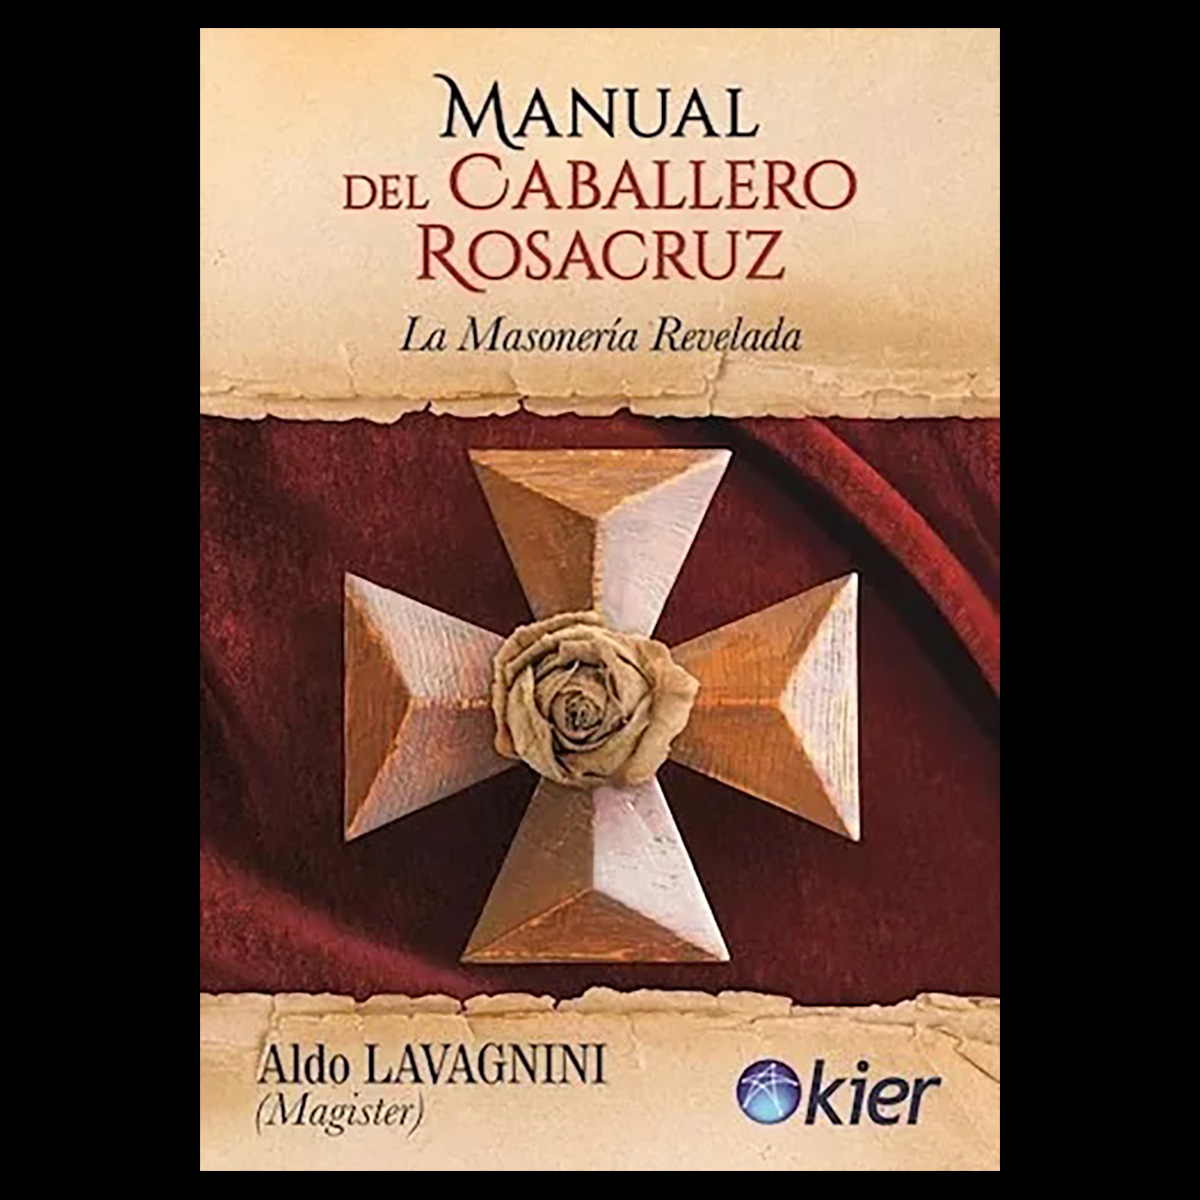 MANUAL
DEL CABALLERO
ROSACRUZ
La Masonería Revelada
Aldo LAVAGNINI
(Magister)
kier